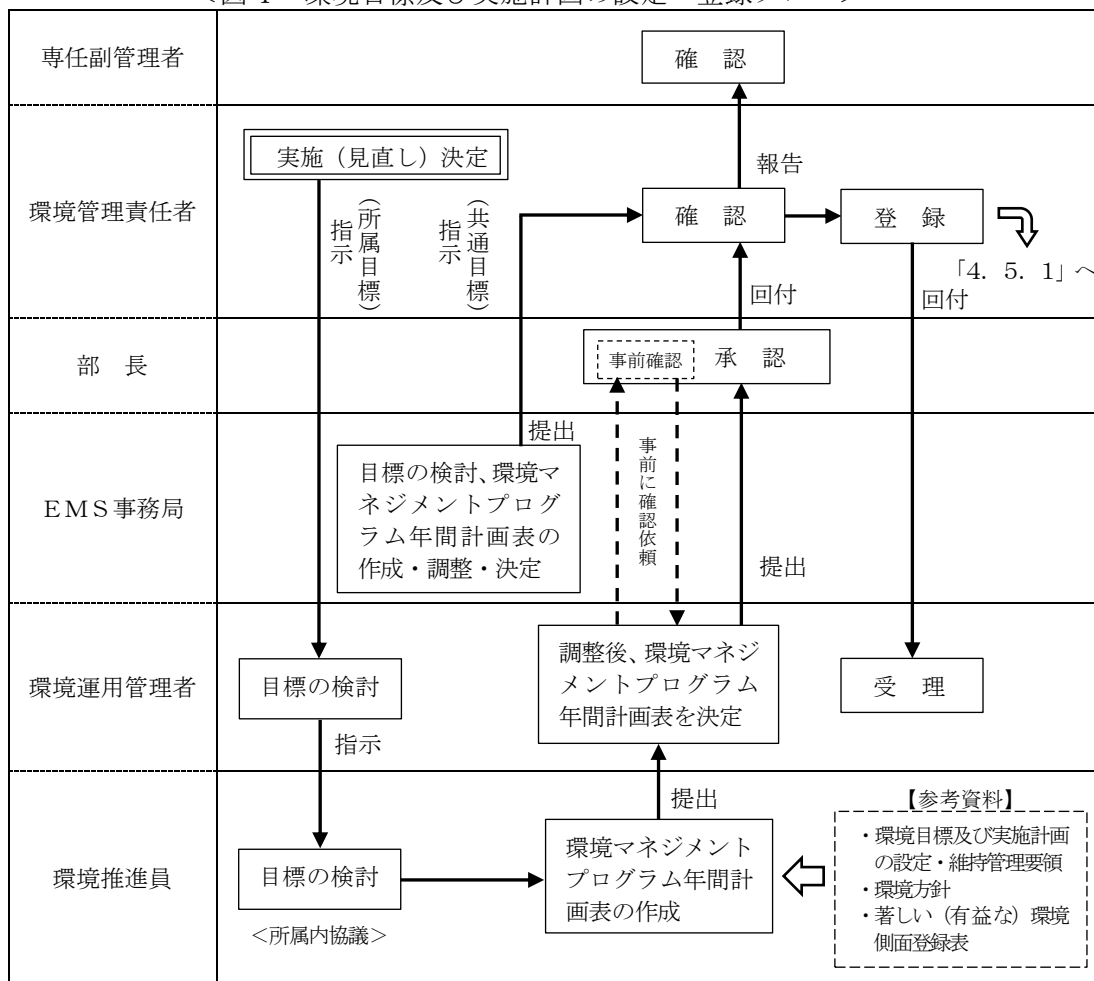 専任副管理者
確 認
環境管理責任者
実施（見直し）決定
報告
確 認
登 録
指示
（所属目標）
指示
（共通目標）
「4．5．1」へ
回付
回付
部 長
事前確認
承 認
EMS事務局
提出
目標の検討、環境マ
ネジメントプログ
ラム年間計画表の
作成・調整・決定
事前に確認依頼
提出
環境運用管理者
目標の検討
調整後、環境マネジ
メントプログラム
年間計画表を決定
受 理
指示
提出
環境推進員
目標の検討
＜所属内協議＞
環境マネジメント
プログラム年間計
画表の作成
【参考資料】
・環境目標及び実施計画
の設定・維持管理要領
・環境方針
・著しい（有益な）環境
側面登録表